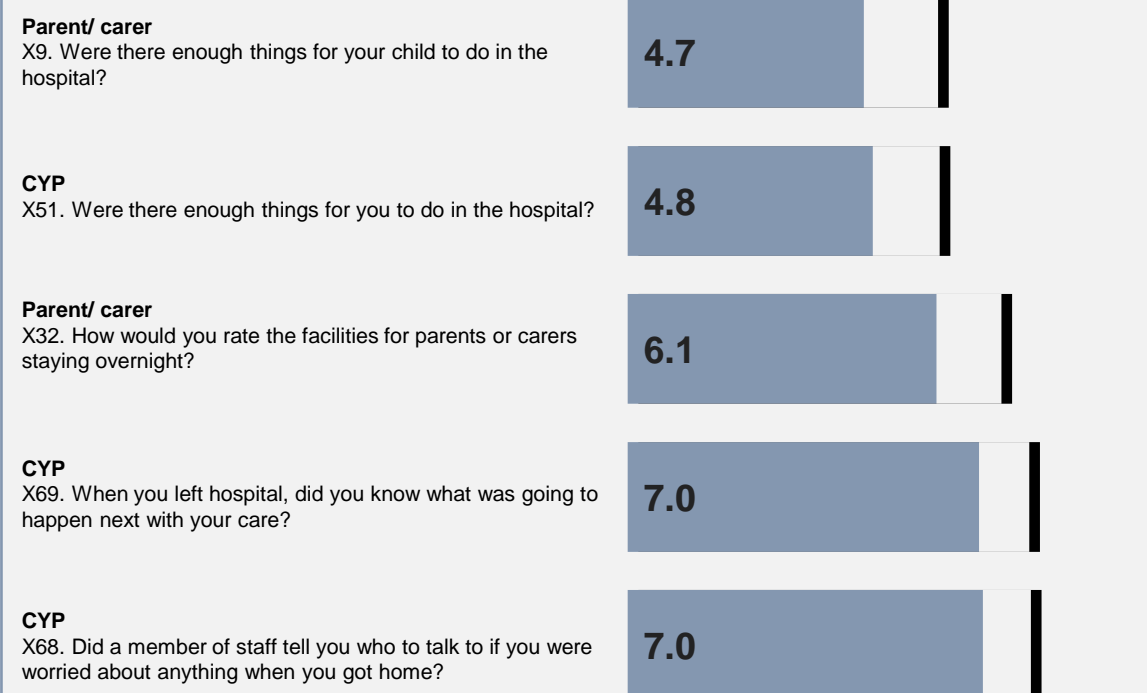 Parent/ carer
X9. Were there enough things for your child to do in the
hospital?
4.7
CYP
X51. Were there enough things for you to do in the hospital?
4.8
Parent/ carer
X32. How would you rate the facilities for parents or carers
staying overnight?
6.1
CYP
X69. When you left hospital, did you know what was going to
happen next with your care?
7.0
CYP
X68. Did a member of staff tell you who to talk to if you were
worried about anything when you got home?
7.0